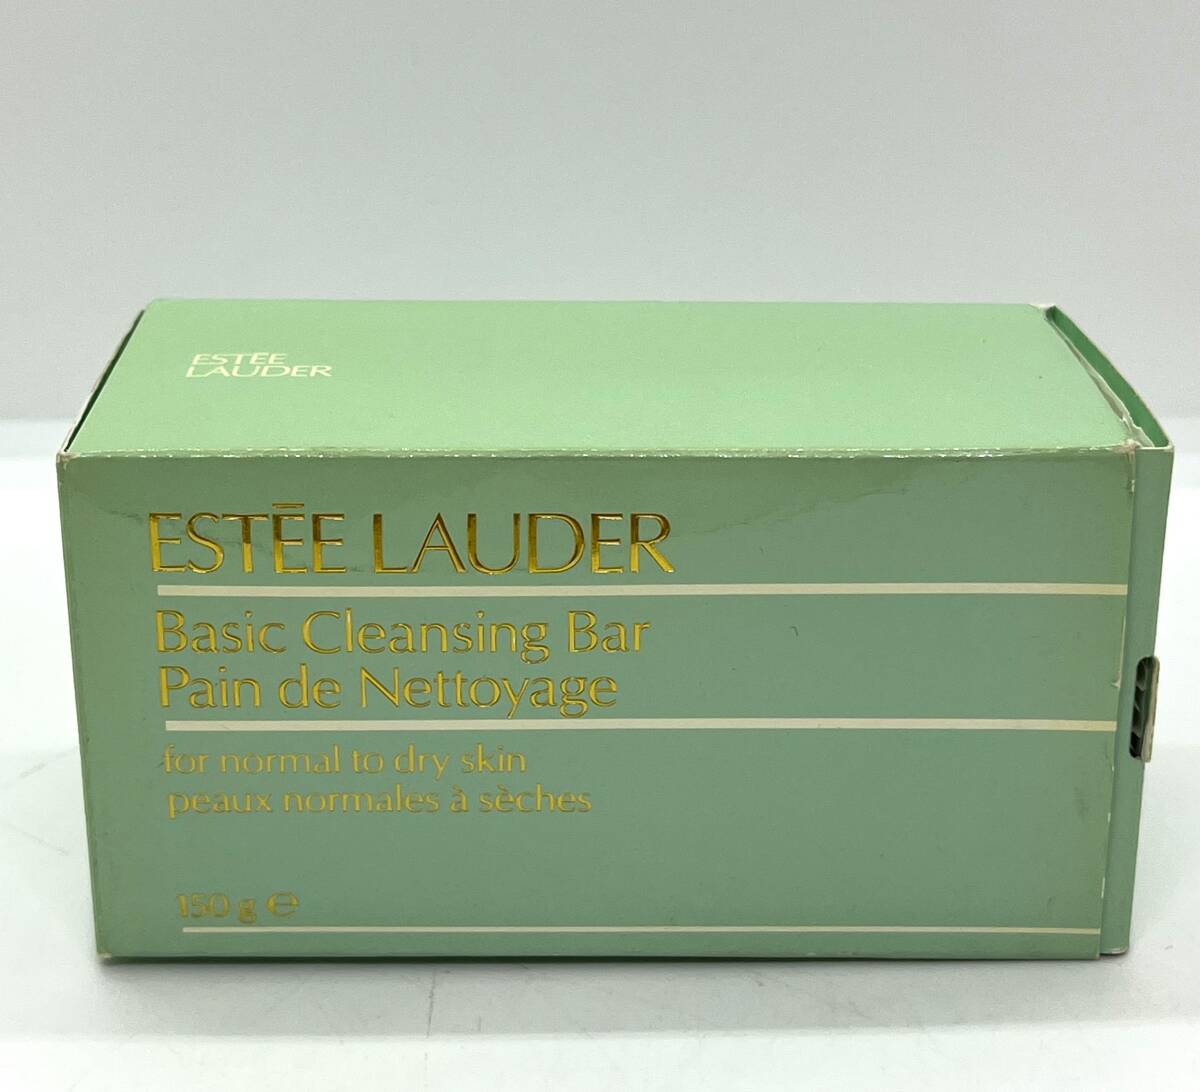 ESTĒE
LAUDER
ESTĒE LAUDER
Basic Cleansing Bar
Pain de Nettoyage
for normal to dry skin
peaux normales à sèches
150 g ℮